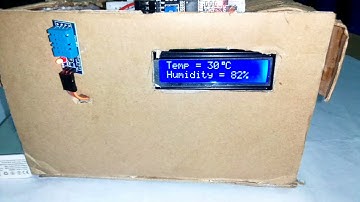 Temp = 30°C
Humidity = 82%